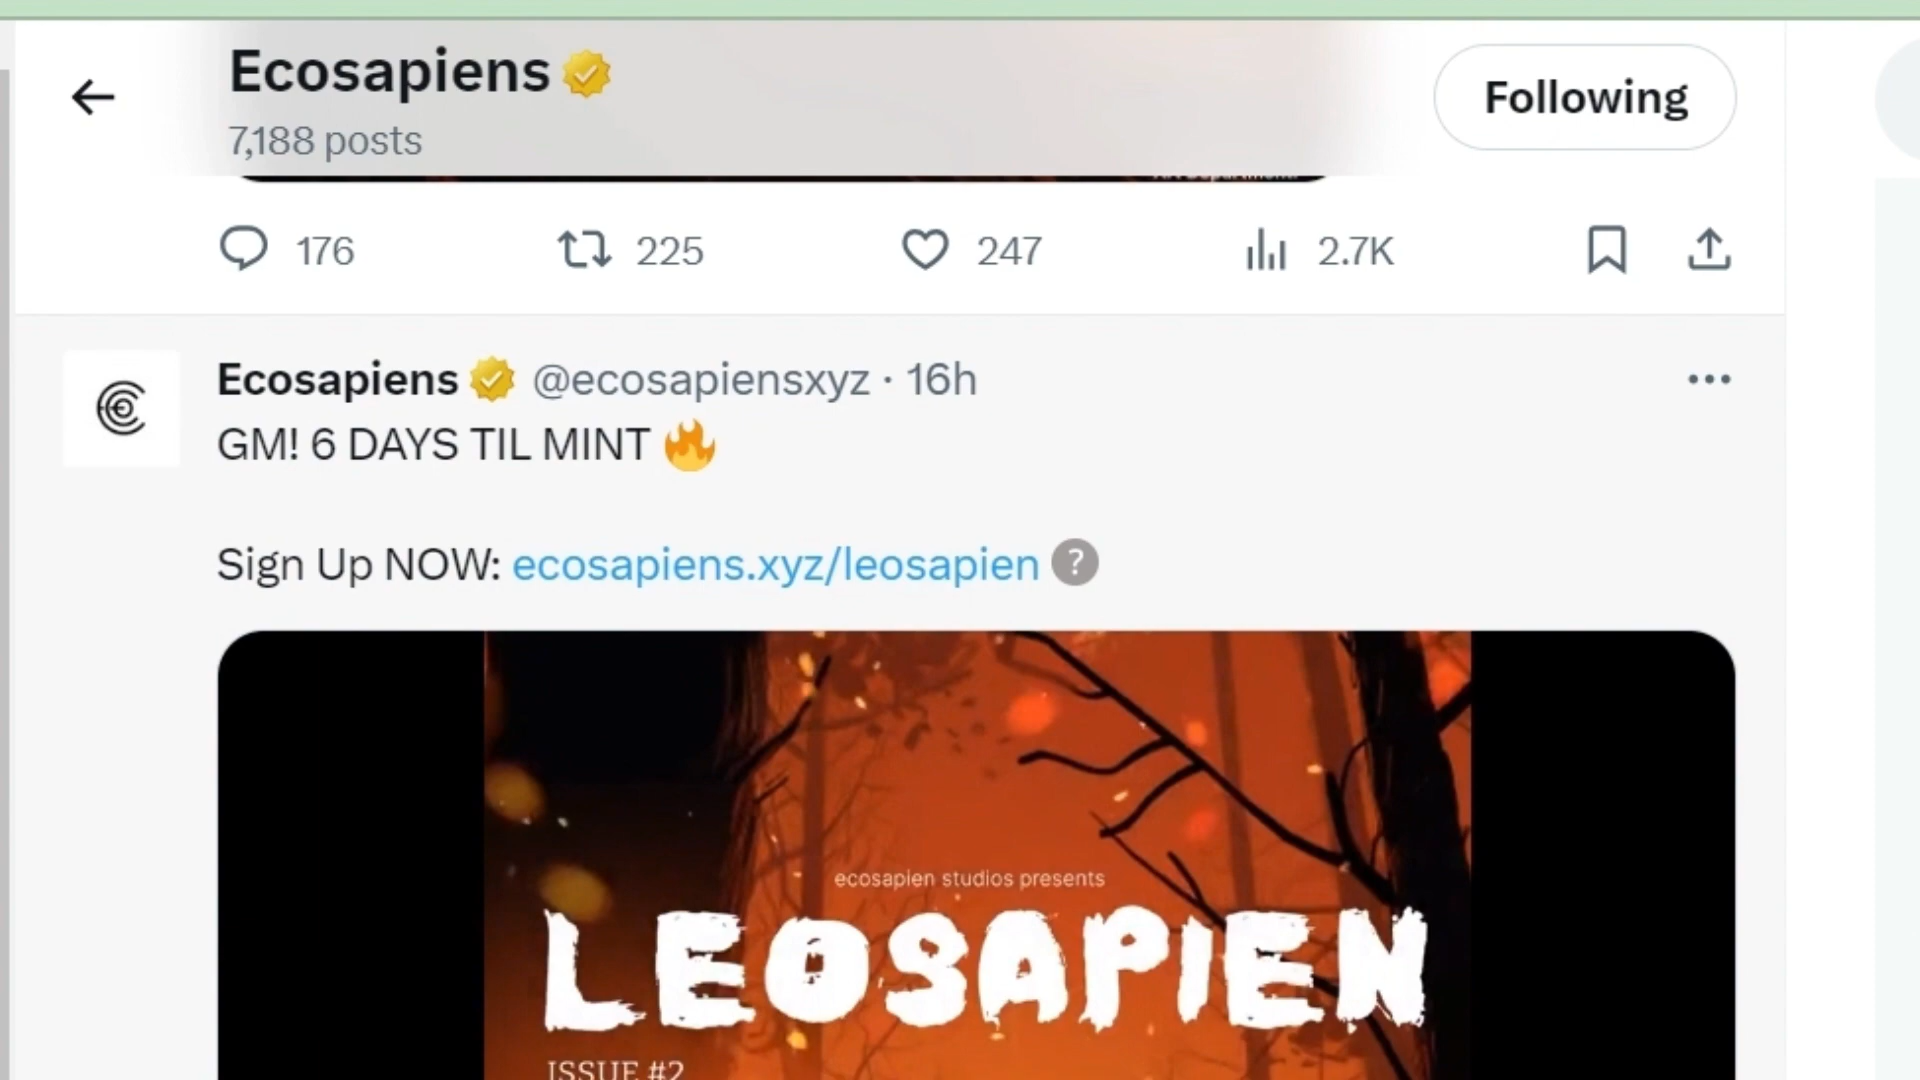 Ecosapiens
7,188 posts
Following
176 225 247 2.7K
Ecosapiens @ecosapiensxyz · 16h
GM! 6 DAYS TIL MINT 🔥
Sign Up NOW: ecosapiens.xyz/leosapien ?
ecosapien studios presents
LEOSAPIEN
ISSUE #2